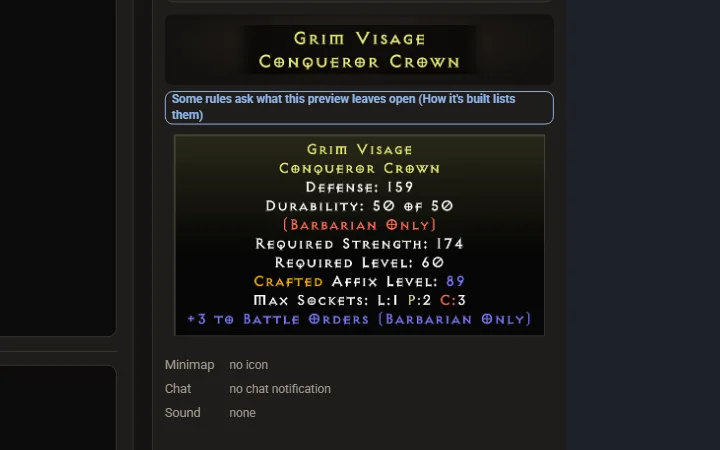 Grim Visage
Conqueror Crown
Some rules ask what this preview leaves open (How it's built lists
them)
Grim Visage
Conqueror Crown
Defense: 159
Durability: 50 of 50
(Barbarian Only)
Required Strength: 174
Required Level: 60
Crafted Affix Level: 89
Max Sockets: L:1 P:2 C:3
+3 to Battle Orders (Barbarian Only)
Minimap no icon
Chat no chat notification
Sound none